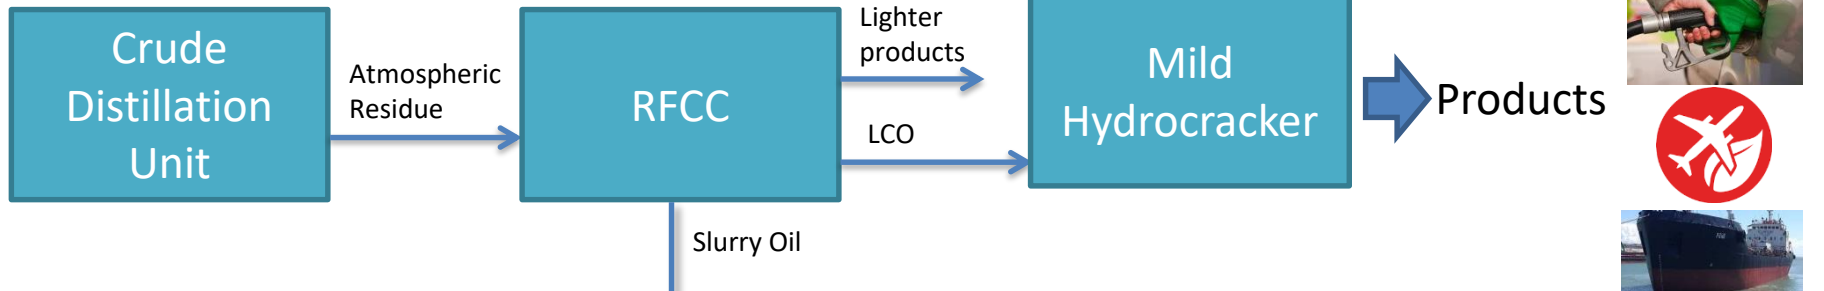 Crude
Distillation
Unit
Atmospheric
Residue
RFCC
Lighter
products
LCO
Slurry Oil
Mild
Hydrocracker
Products